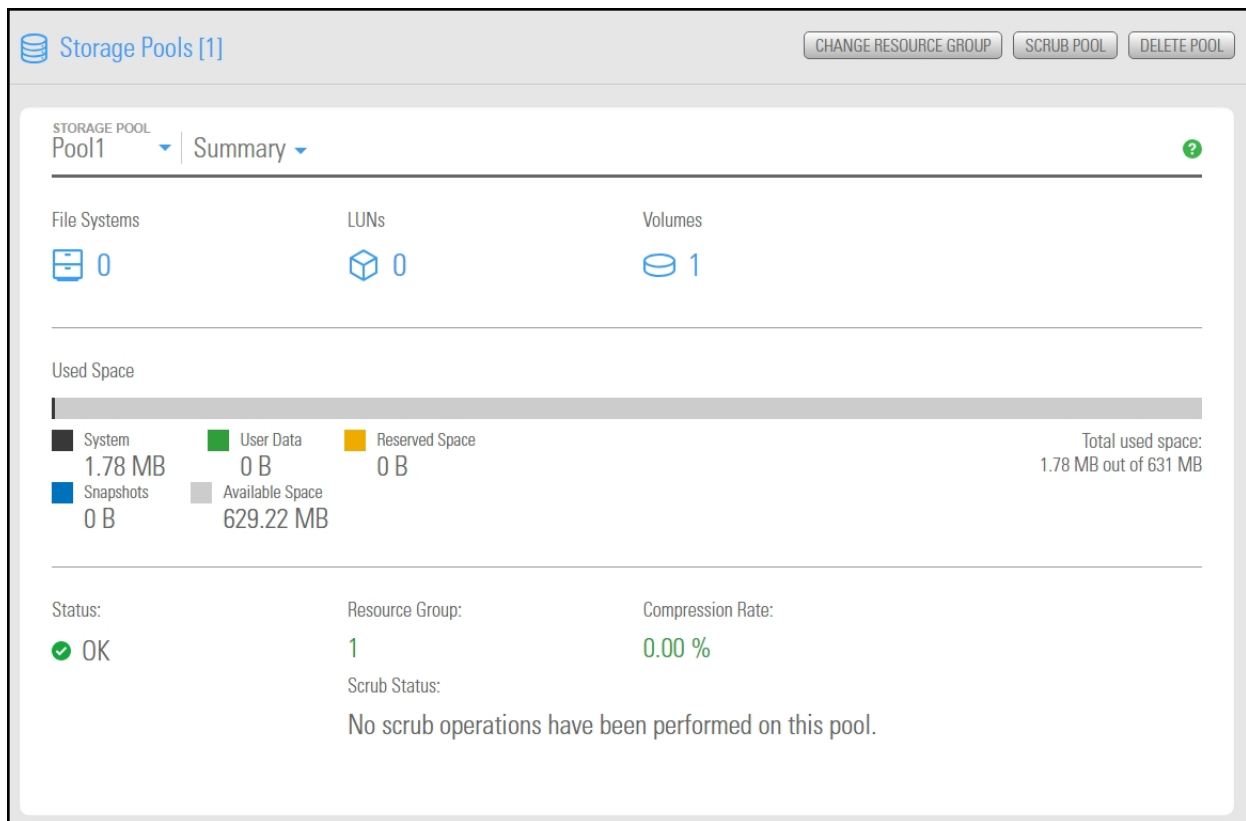 Storage Pools [1]
CHANGE RESOURCE GROUP
SCRUB POOL
DELETE POOL
STORAGE POOL
Pool1
Summary
?
File Systems
LUNs
Volumes
0
0
1
Used Space
System
1.78 MB
User Data
0 B
Reserved Space
0 B
Total used space:
1.78 MB out of 631 MB
Snapshots
0 B
Available Space
629.22 MB
Status:
Resource Group:
Compression Rate:
OK
1
0.00 %
Scrub Status:
No scrub operations have been performed on this pool.